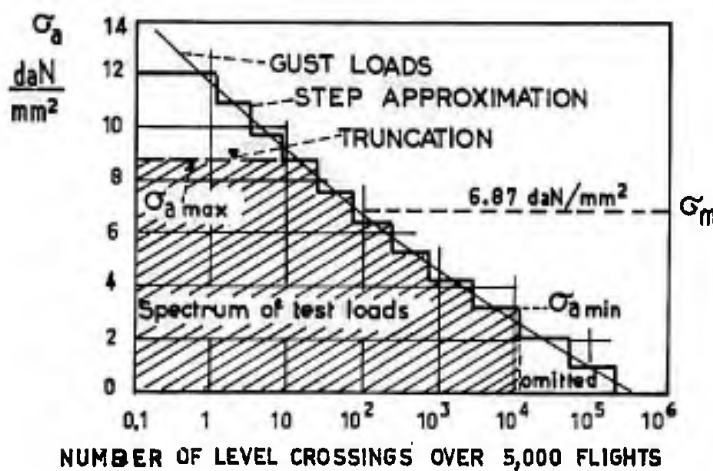 σa
daN
mm²
14
12
10
8
6
4
2
0
GUST LOADS
STEP APPROXIMATION
TRUNCATION
6.87 daN/mm²
σm
σa max
σa min
Spectrum of test loads
omitted
0.1 1 10 10² 10³ 10⁴ 10⁵ 10⁶
NUMBER OF LEVEL CROSSINGS OVER 5,000 FLIGHTS